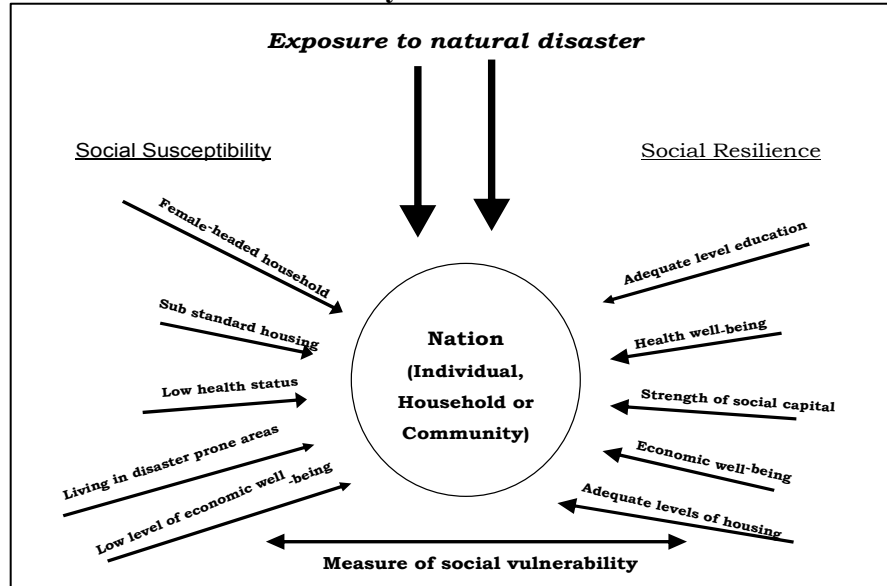 Exposure to natural disaster
Social Susceptibility
Social Resilience
Female-headed household
Sub standard housing
Low health status
Living in disaster prone areas
Low level of economic well-being
Nation
(Individual,
Household or
Community)
Adequate level education
Health well-being
Strength of social capital
Economic well-being
Adequate levels of housing
Measure of social vulnerability